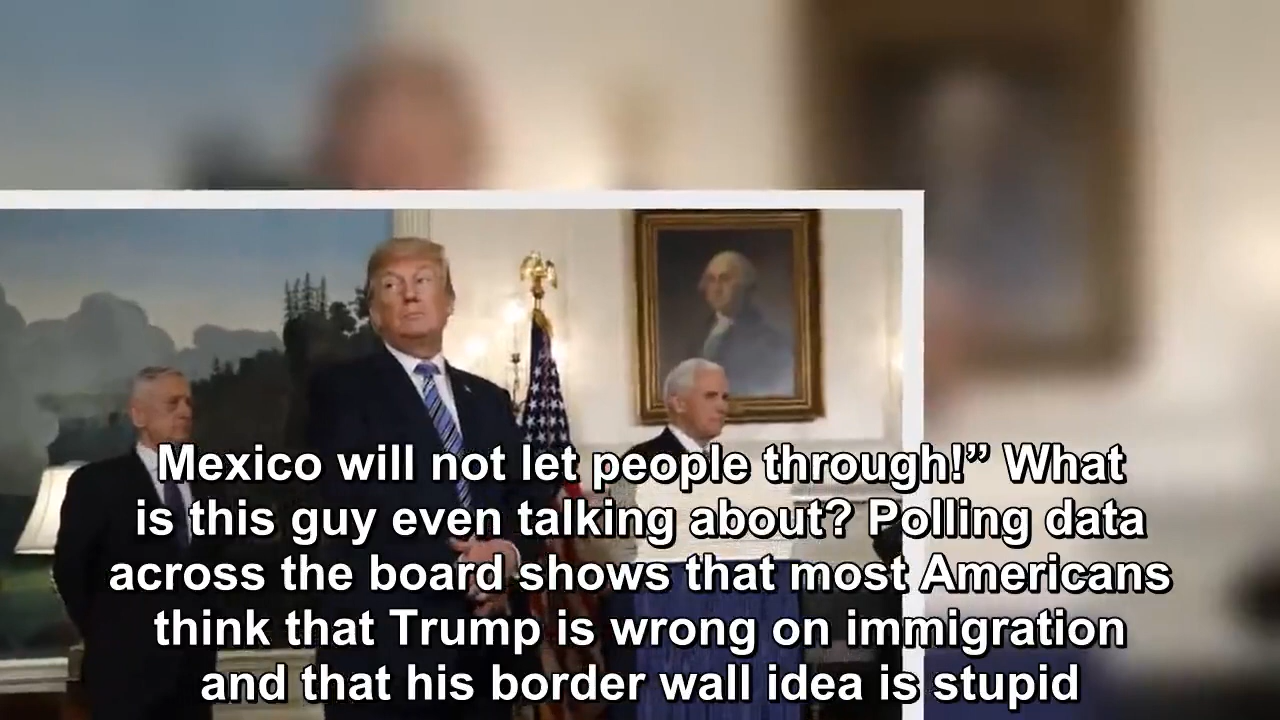 Mexico will not let people through!” What
is this guy even talking about? Polling data
across the board shows that most Americans
think that Trump is wrong on immigration
and that his border wall idea is stupid